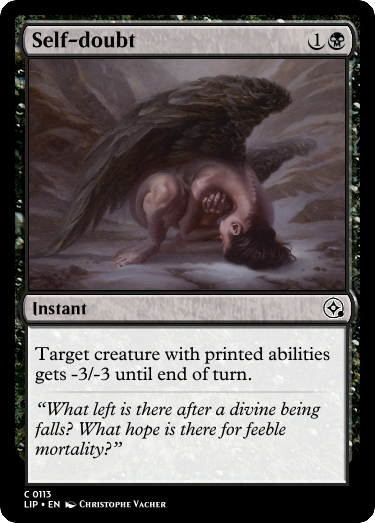 Self-doubt 1
Instant
Target creature with printed abilities
gets -3/-3 until end of turn.
“What left is there after a divine being
falls? What hope is there for feeble
mortality?”
C 0113
LIP • EN Christophe Vacher